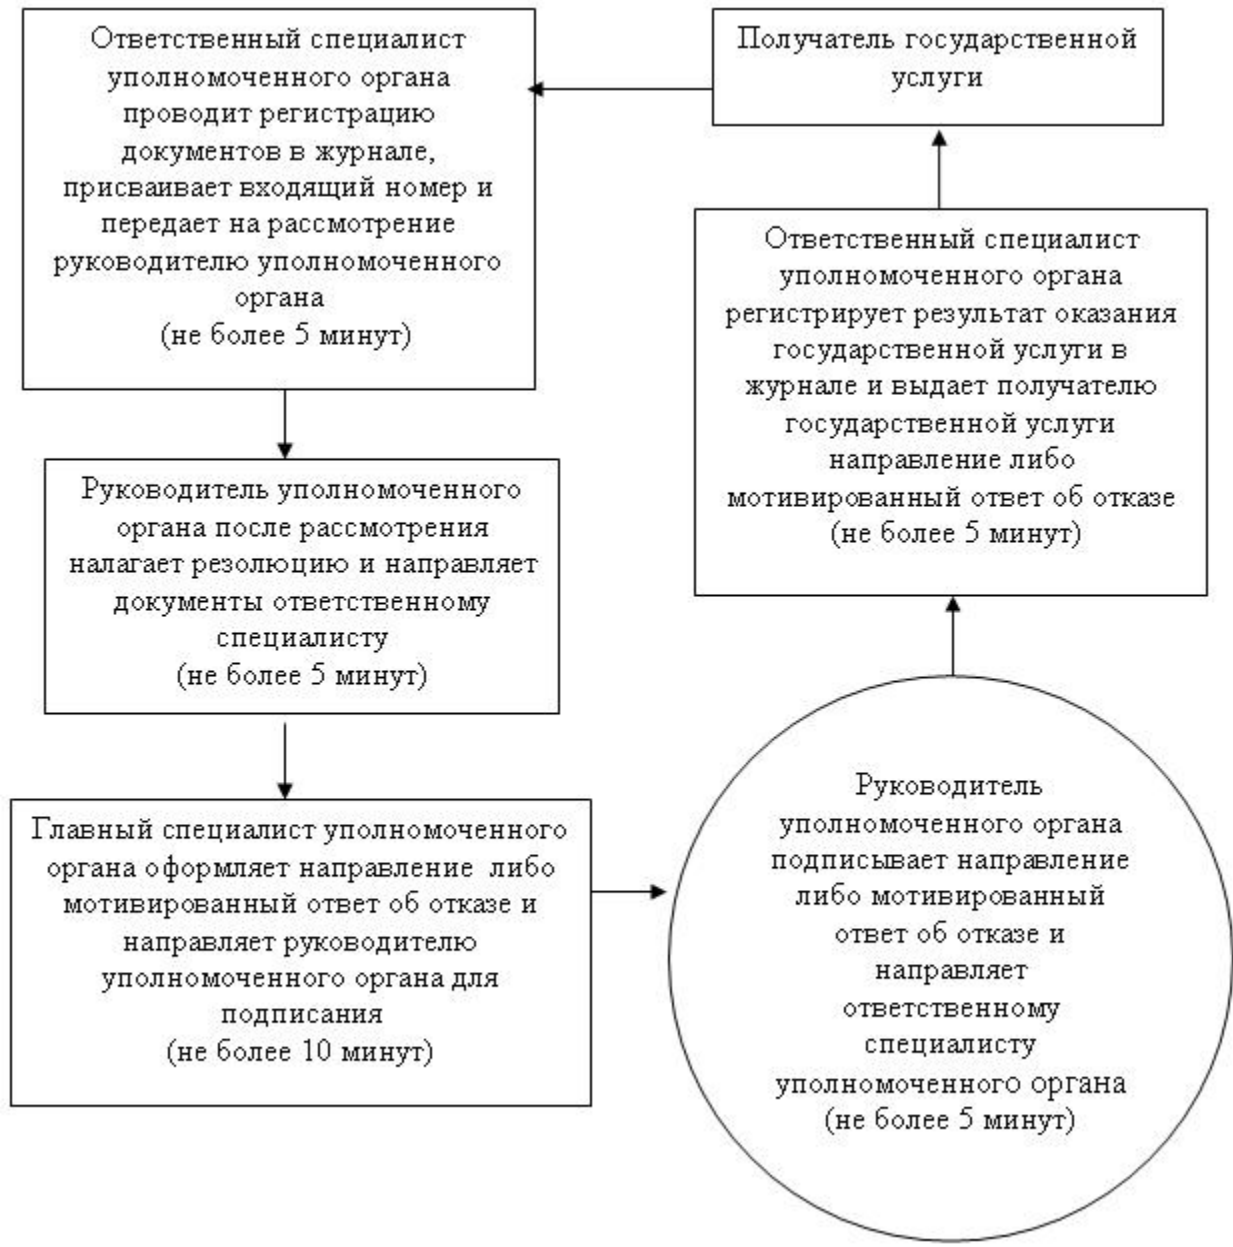 Ответственный специалист
уполномоченного органа
проводит регистрацию
документов в журнале,
присваивает входящий номер и
передает на рассмотрение
руководителю уполномоченного
органа
(не более 5 минут)
Получатель государственной
услуги
Ответственный специалист
уполномоченного органа
регистрирует результат оказания
государственной услуги в
журнале и выдает получателю
государственной услуги
направление либо
мотивированный ответ об отказе
(не более 5 минут)
Руководитель уполномоченного
органа после рассмотрения
налагает резолюцию и направляет
документы ответственному
специалисту
(не более 5 минут)
Главный специалист уполномоченного
органа оформляет направление либо
мотивированный ответ об отказе и
направляет руководителю
уполномоченного органа для
подписания
(не более 10 минут)
Руководитель
уполномоченного органа
подписывает направление
либо мотивированный
ответ об отказе и
направляет
ответственному
специалисту
уполномоченного органа
(не более 5 минут)